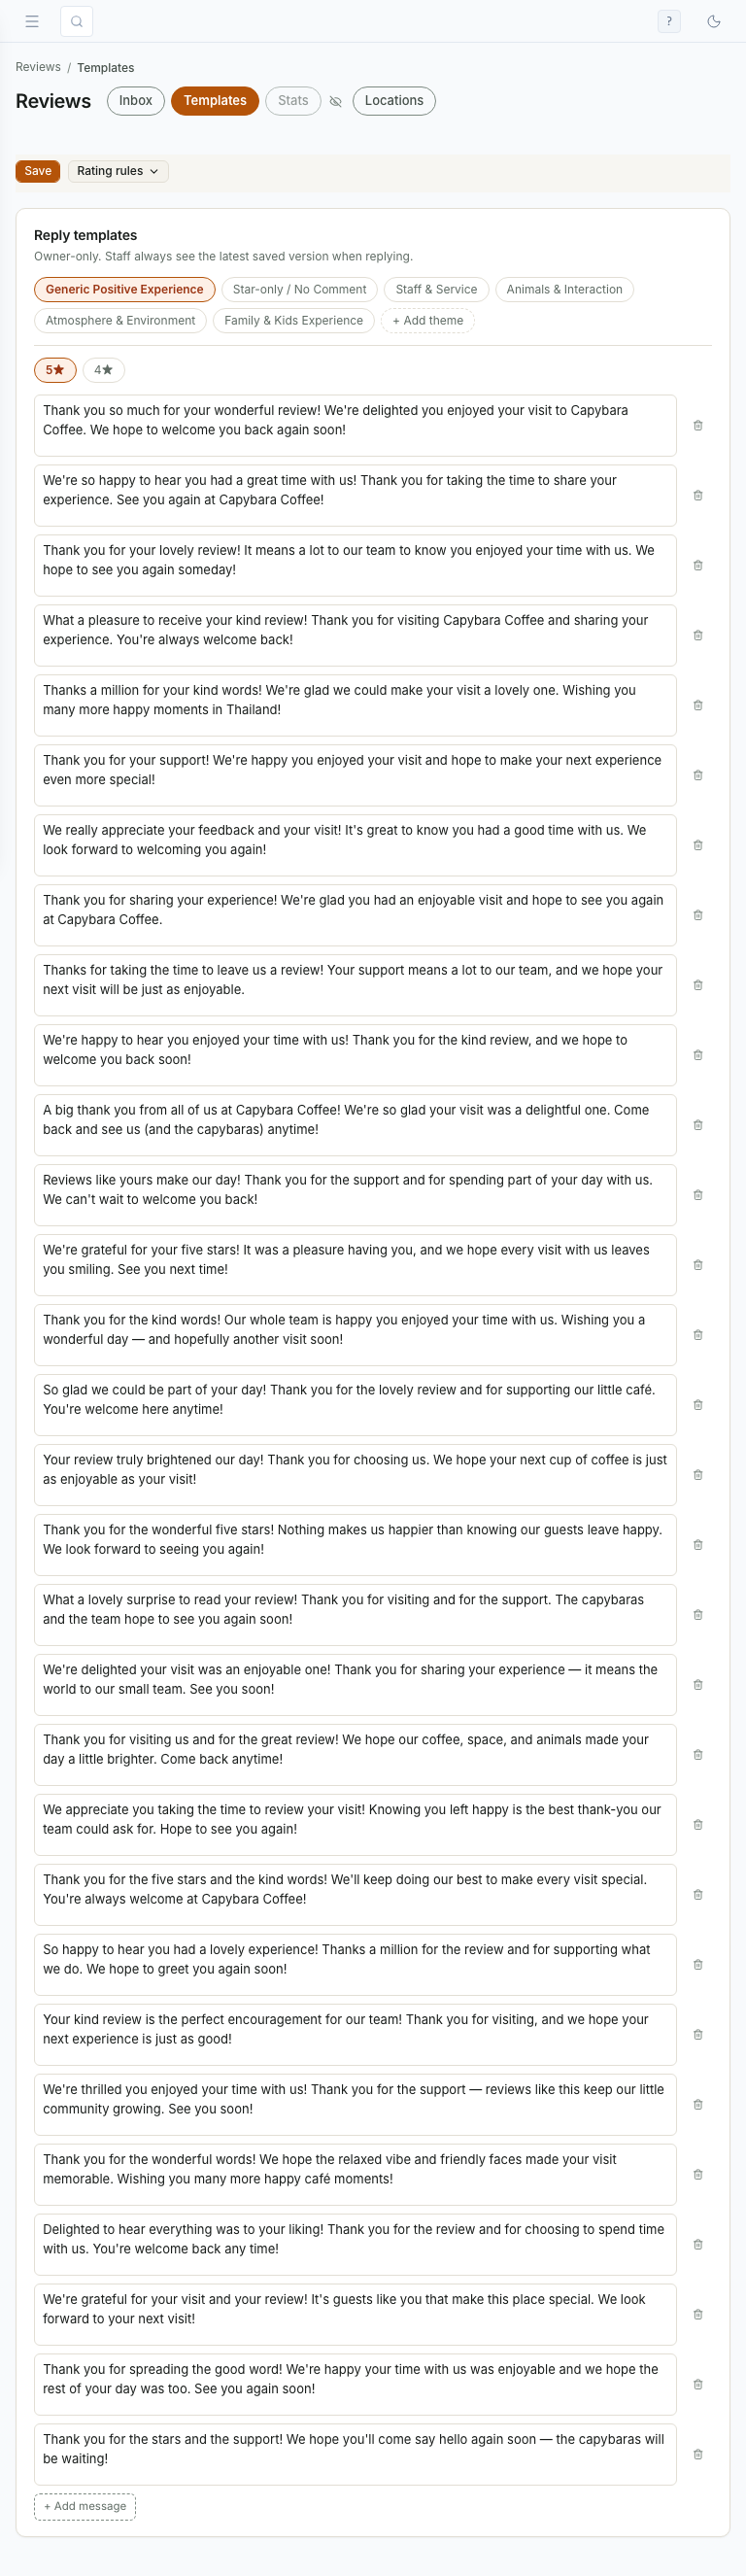 Reviews / Templates
Reviews Inbox Templates Stats Locations
?
Save Rating rules
Reply templates
Owner-only. Staff always see the latest saved version when replying.
Generic Positive Experience Star-only / No Comment Staff & Service Animals & Interaction
Atmosphere & Environment Family & Kids Experience + Add theme
5★ 4★
Thank you so much for your wonderful review! We're delighted you enjoyed your visit to Capybara
Coffee. We hope to welcome you back again soon!
We're so happy to hear you had a great time with us! Thank you for taking the time to share your
experience. See you again at Capybara Coffee!
Thank you for your lovely review! It means a lot to our team to know you enjoyed your time with us. We
hope to see you again someday!
What a pleasure to receive your kind review! Thank you for visiting Capybara Coffee and sharing your
experience. You're always welcome back!
Thanks a million for your kind words! We're glad we could make your visit a lovely one. Wishing you
many more happy moments in Thailand!
Thank you for your support! We're happy you enjoyed your visit and hope to make your next experience
even more special!
We really appreciate your feedback and your visit! It's great to know you had a good time with us. We
look forward to welcoming you again!
Thank you for sharing your experience! We're glad you had an enjoyable visit and hope to see you again
at Capybara Coffee.
Thanks for taking the time to leave us a review! Your support means a lot to our team, and we hope your
next visit will be just as enjoyable.
We're happy to hear you enjoyed your time with us! Thank you for the kind review, and we hope to
welcome you back soon!
A big thank you from all of us at Capybara Coffee! We're so glad your visit was a delightful one. Come
back and see us (and the capybaras) anytime!
Reviews like yours make our day! Thank you for the support and for spending part of your day with us.
We can't wait to welcome you back!
We're grateful for your five stars! It was a pleasure having you, and we hope every visit with us leaves
you smiling. See you next time!
Thank you for the kind words! Our whole team is happy you enjoyed your time with us. Wishing you a
wonderful day — and hopefully another visit soon!
So glad we could be part of your day! Thank you for the lovely review and for supporting our little café.
You're welcome here anytime!
Your review truly brightened our day! Thank you for choosing us. We hope your next cup of coffee is just
as enjoyable as your visit!
Thank you for the wonderful five stars! Nothing makes us happier than knowing our guests leave happy.
We look forward to seeing you again!
What a lovely surprise to read your review! Thank you for visiting and for the support. The capybaras
and the team hope to see you again soon!
We're delighted your visit was an enjoyable one! Thank you for sharing your experience — it means the
world to our small team. See you soon!
Thank you for visiting us and for the great review! We hope our coffee, space, and animals made your
day a little brighter. Come back anytime!
We appreciate you taking the time to review your visit! Knowing you left happy is the best thank-you our
team could ask for. Hope to see you again!
Thank you for the five stars and the kind words! We'll keep doing our best to make every visit special.
You're always welcome at Capybara Coffee!
So happy to hear you had a lovely experience! Thanks a million for the review and for supporting what
we do. We hope to greet you again soon!
Your kind review is the perfect encouragement for our team! Thank you for visiting, and we hope your
next experience is just as good!
We're thrilled you enjoyed your time with us! Thank you for the support — reviews like this keep our little
community growing. See you soon!
Thank you for the wonderful words! We hope the relaxed vibe and friendly faces made your visit
memorable. Wishing you many more happy café moments!
Delighted to hear everything was to your liking! Thank you for the review and for choosing to spend time
with us. You're welcome back any time!
We're grateful for your visit and your review! It's guests like you that make this place special. We look
forward to your next visit!
Thank you for spreading the good word! We're happy your time with us was enjoyable and we hope the
rest of your day was too. See you again soon!
Thank you for the stars and the support! We hope you'll come say hello again soon — the capybaras will
be waiting!
+ Add message